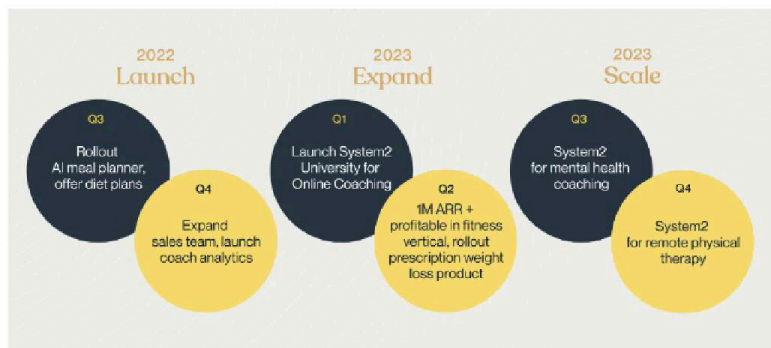 2022
Launch
2023
Expand
2023
Scale
Q3
Rollout
AI meal planner,
offer diet plans
Q4
Expand
sales team, launch
coach analytics
Q1
Launch System2
University for
Online Coaching
Q2
1M ARR +
profitable in fitness
vertical, rollout
prescription weight
loss product
Q3
System2
for mental health
coaching
Q4
System2
for remote physical
therapy